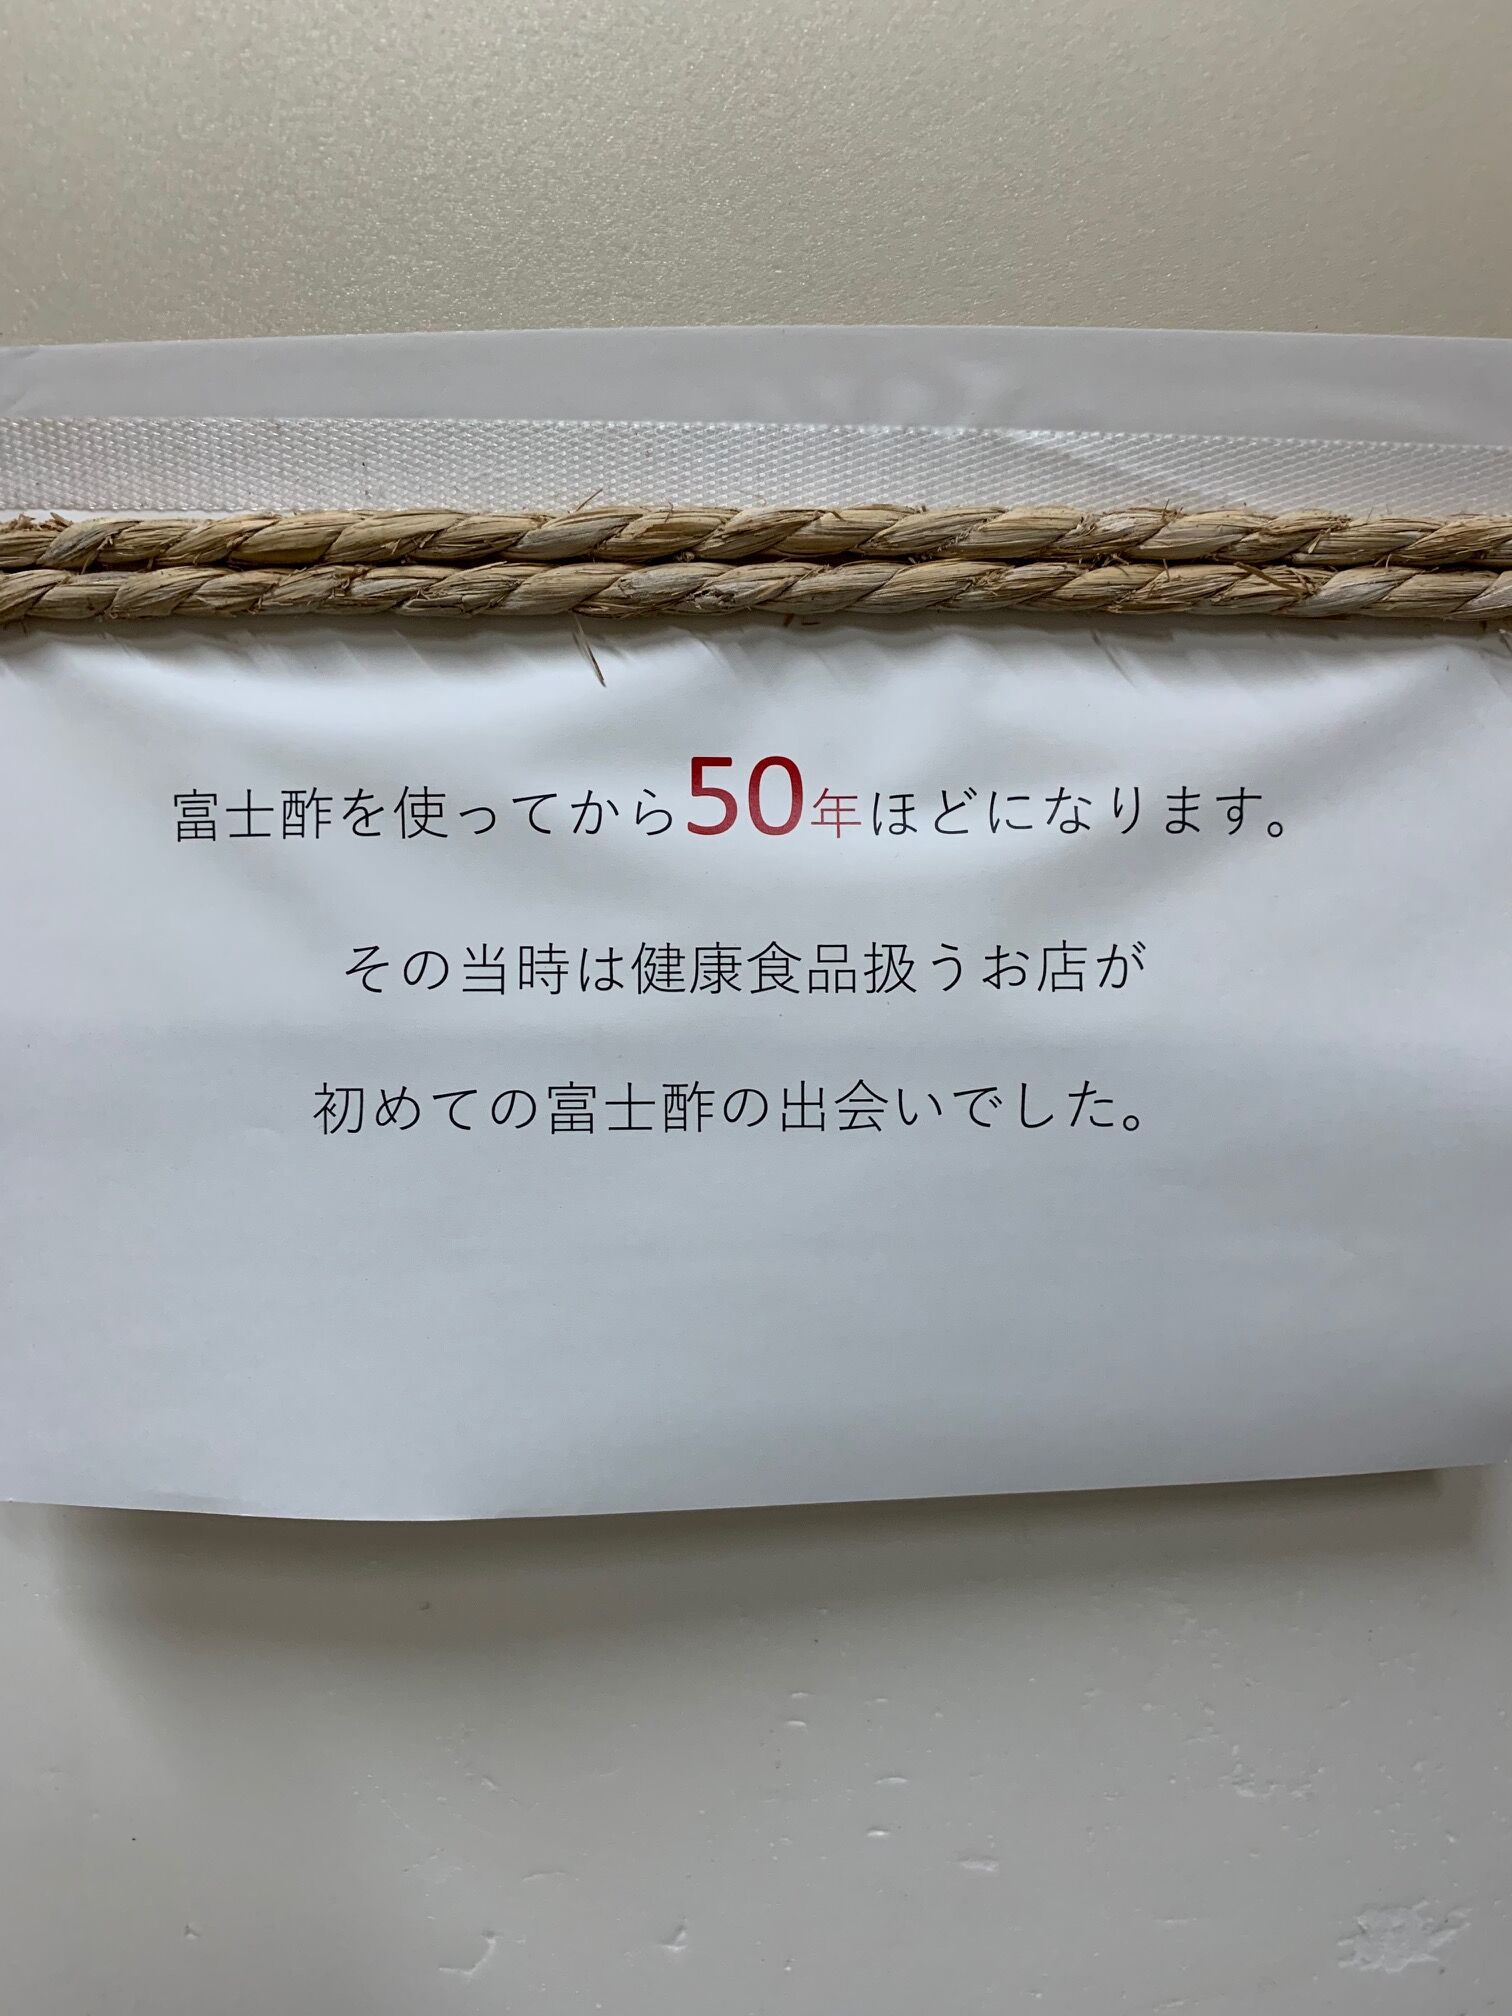 富士酢を使ってから50年ほどになります。
その当時は健康食品扱うお店が
初めての富士酢の出会いでした。